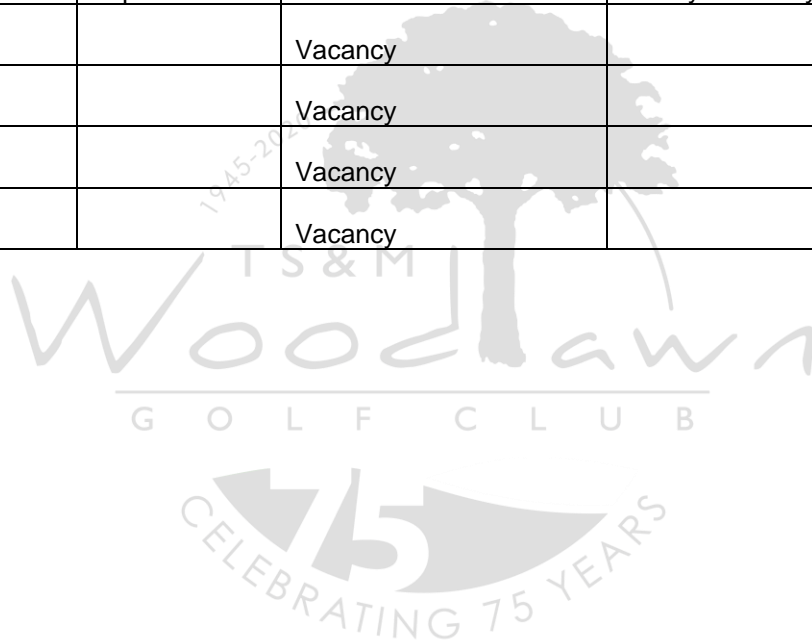 Vacancy
Vacancy
1945-2020
Vacancy
Vacancy
TS&M
Woodlawn
GOLF CLUB
75
CELEBRATING 75 YEARS